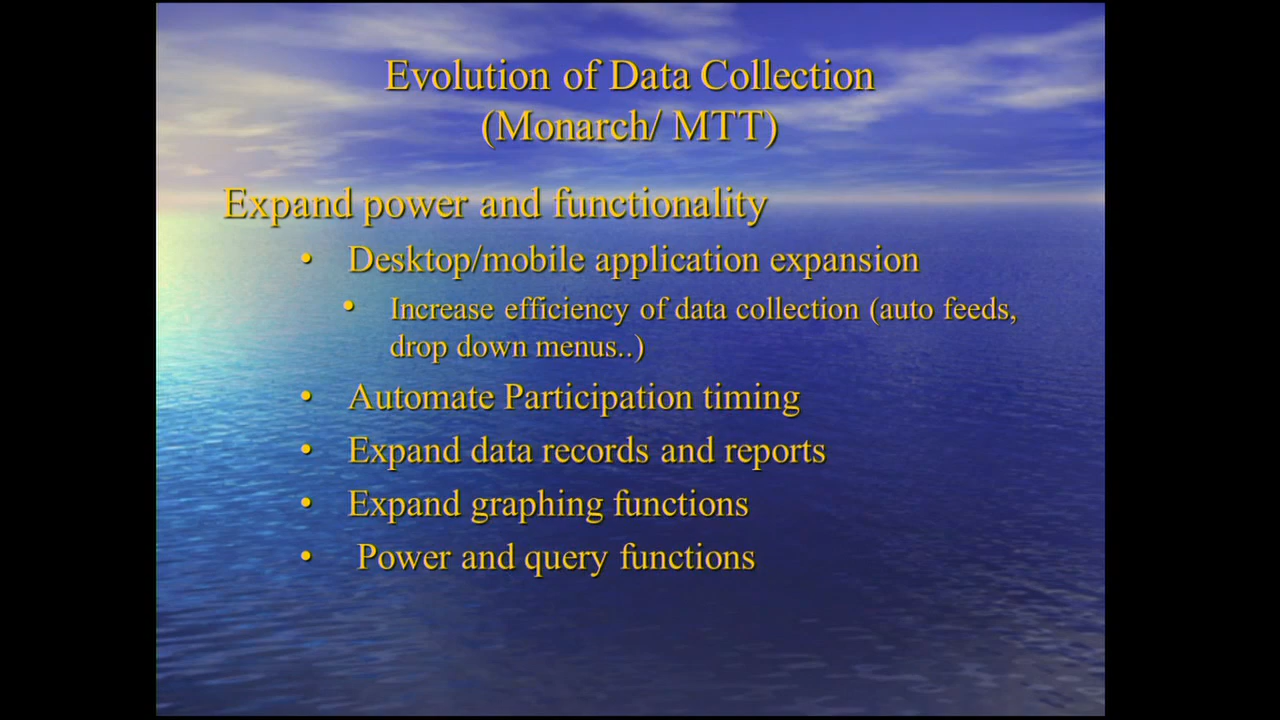 Evolution of Data Collection
(Monarch/ MTT)
Expand power and functionality
• Desktop/mobile application expansion
• Increase efficiency of data collection (auto feeds,
drop down menus..)
• Automate Participation timing
• Expand data records and reports
• Expand graphing functions
• Power and query functions